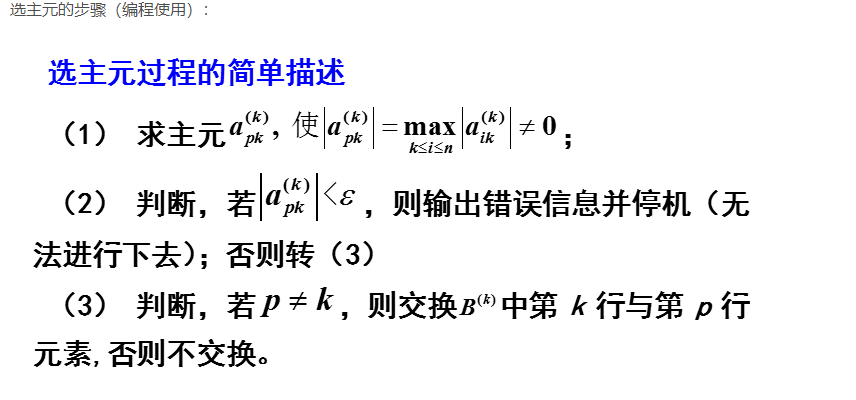 选主元的步骤（编程使用）：
选主元过程的简单描述
（1） 求主元 $a_{pk}^{(k)}$, 使 $\left|a_{pk}^{(k)}\right| = \max\limits_{k \le i \le n} \left|a_{ik}^{(k)}\right| \ne 0$ ；
（2） 判断，若 $\left|a_{pk}^{(k)}\right| < \varepsilon$ ，则输出错误信息并停机（无
法进行下去）；否则转（3）
（3） 判断，若 $p \ne k$ ，则交换 $B^{(k)}$ 中第 k 行与第 p 行
元素,否则不交换。